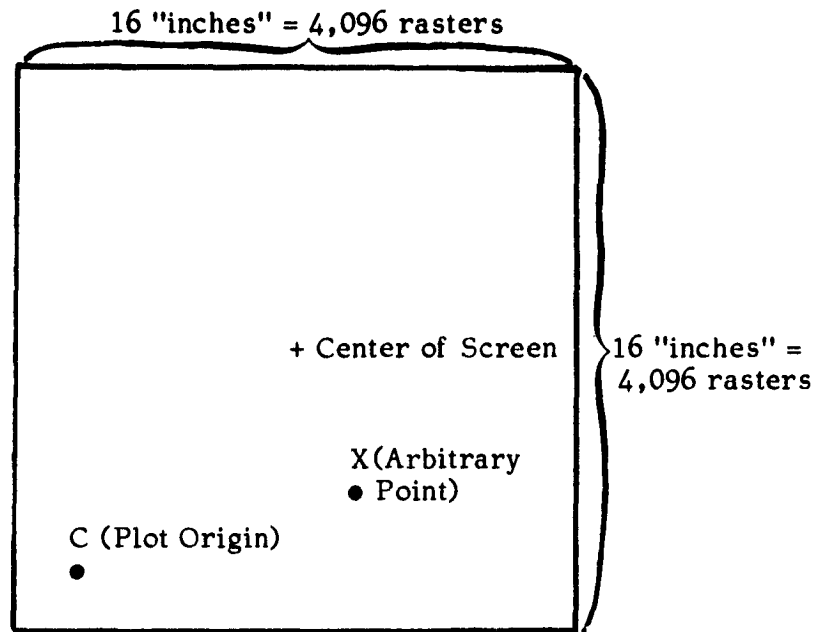 16 "inches" = 4,096 rasters
+ Center of Screen
16 "inches" =
4,096 rasters
X (Arbitrary
Point)
C (Plot Origin)